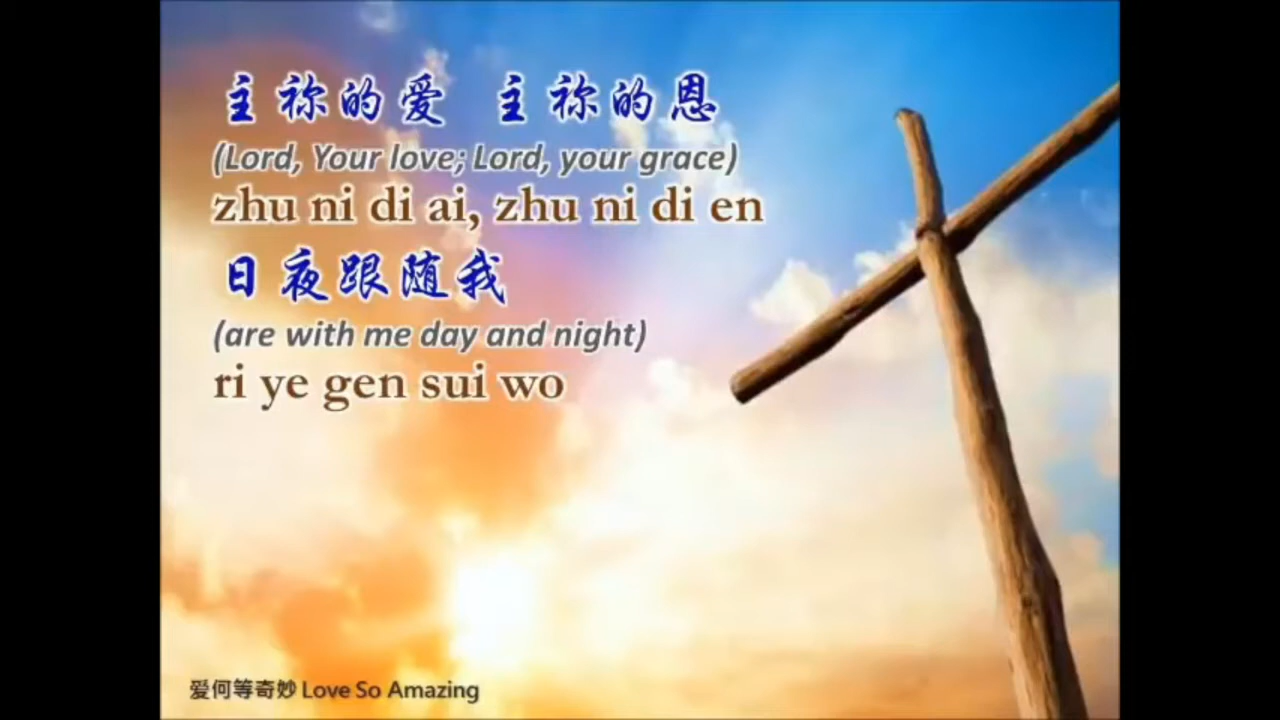 主祢的爱 主祢的恩
(Lord, Your love; Lord, your grace)
zhu ni di ai, zhu ni di en
日夜跟随我
(are with me day and night)
ri ye gen sui wo
爱何等奇妙 Love So Amazing